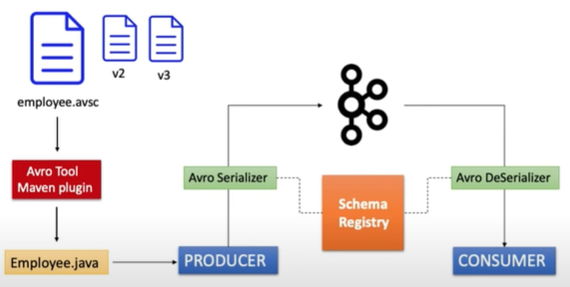 v2
v3
employee.avsc
Avro Tool
Maven plugin
Avro Serializer
Avro DeSerializer
Schema
Registry
Employee.java
PRODUCER
CONSUMER